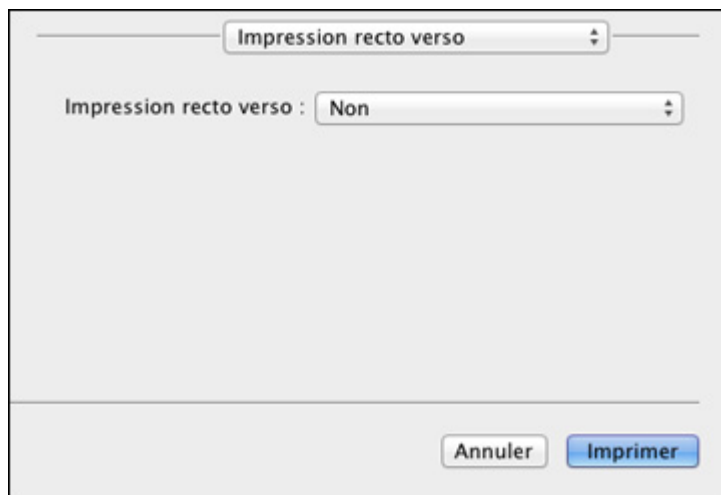 Impression recto verso
Impression recto verso : Non
Annuler Imprimer